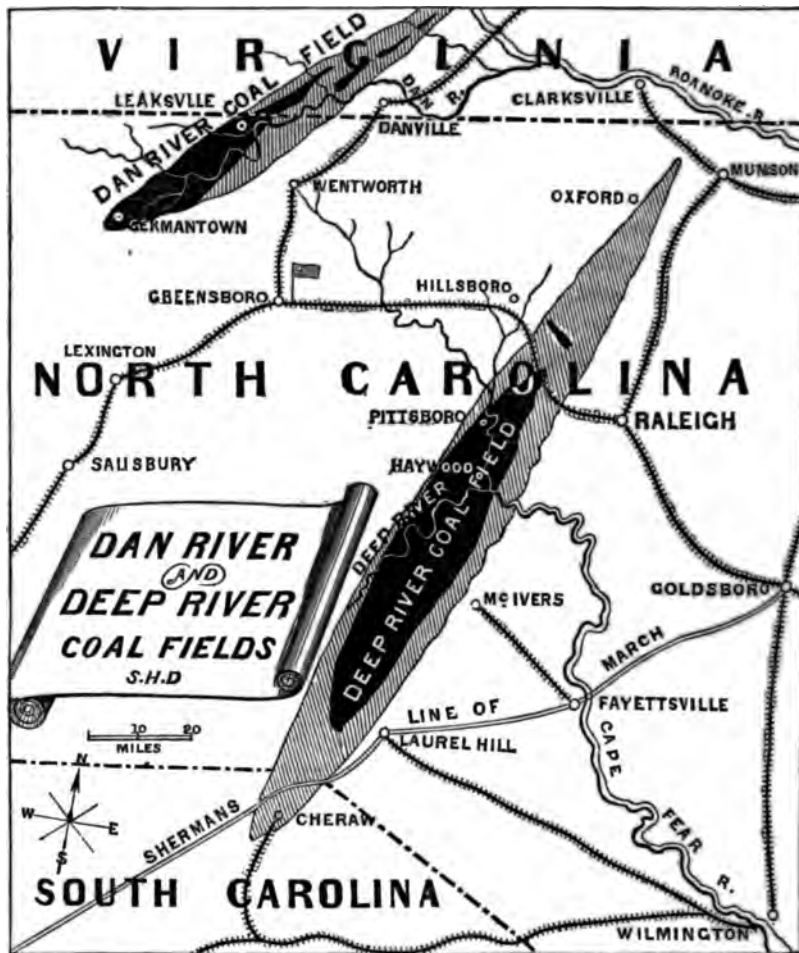 VIRGINIA
DAN RIVER COAL FIELD
LEAKSVLLE
DAN R.
CLARKSVILLE
ROANOKE R.
DANVILLE
MUNSON
WENTWORTH
OXFORD
GERMANTOWN
GREENSBORO
HILLSBORO
LEXINGTON
NORTH CAROLINA
PITTSBORO
RALEIGH
SALISBURY
HAYWOOD
DEEP RIVER
DEEP RIVER COAL FIELD
DAN RIVER
AND
DEEP RIVER
COAL FIELDS
S.H.D
McIVERS
GOLDSBORO
SHERMANS LINE OF MARCH
FAYETTSVILLE
CADE FEAR R.
LAUREL HILL
10 20
MILES
N
W E
S
CHERAW
SOUTH CAROLINA
WILMINGTON